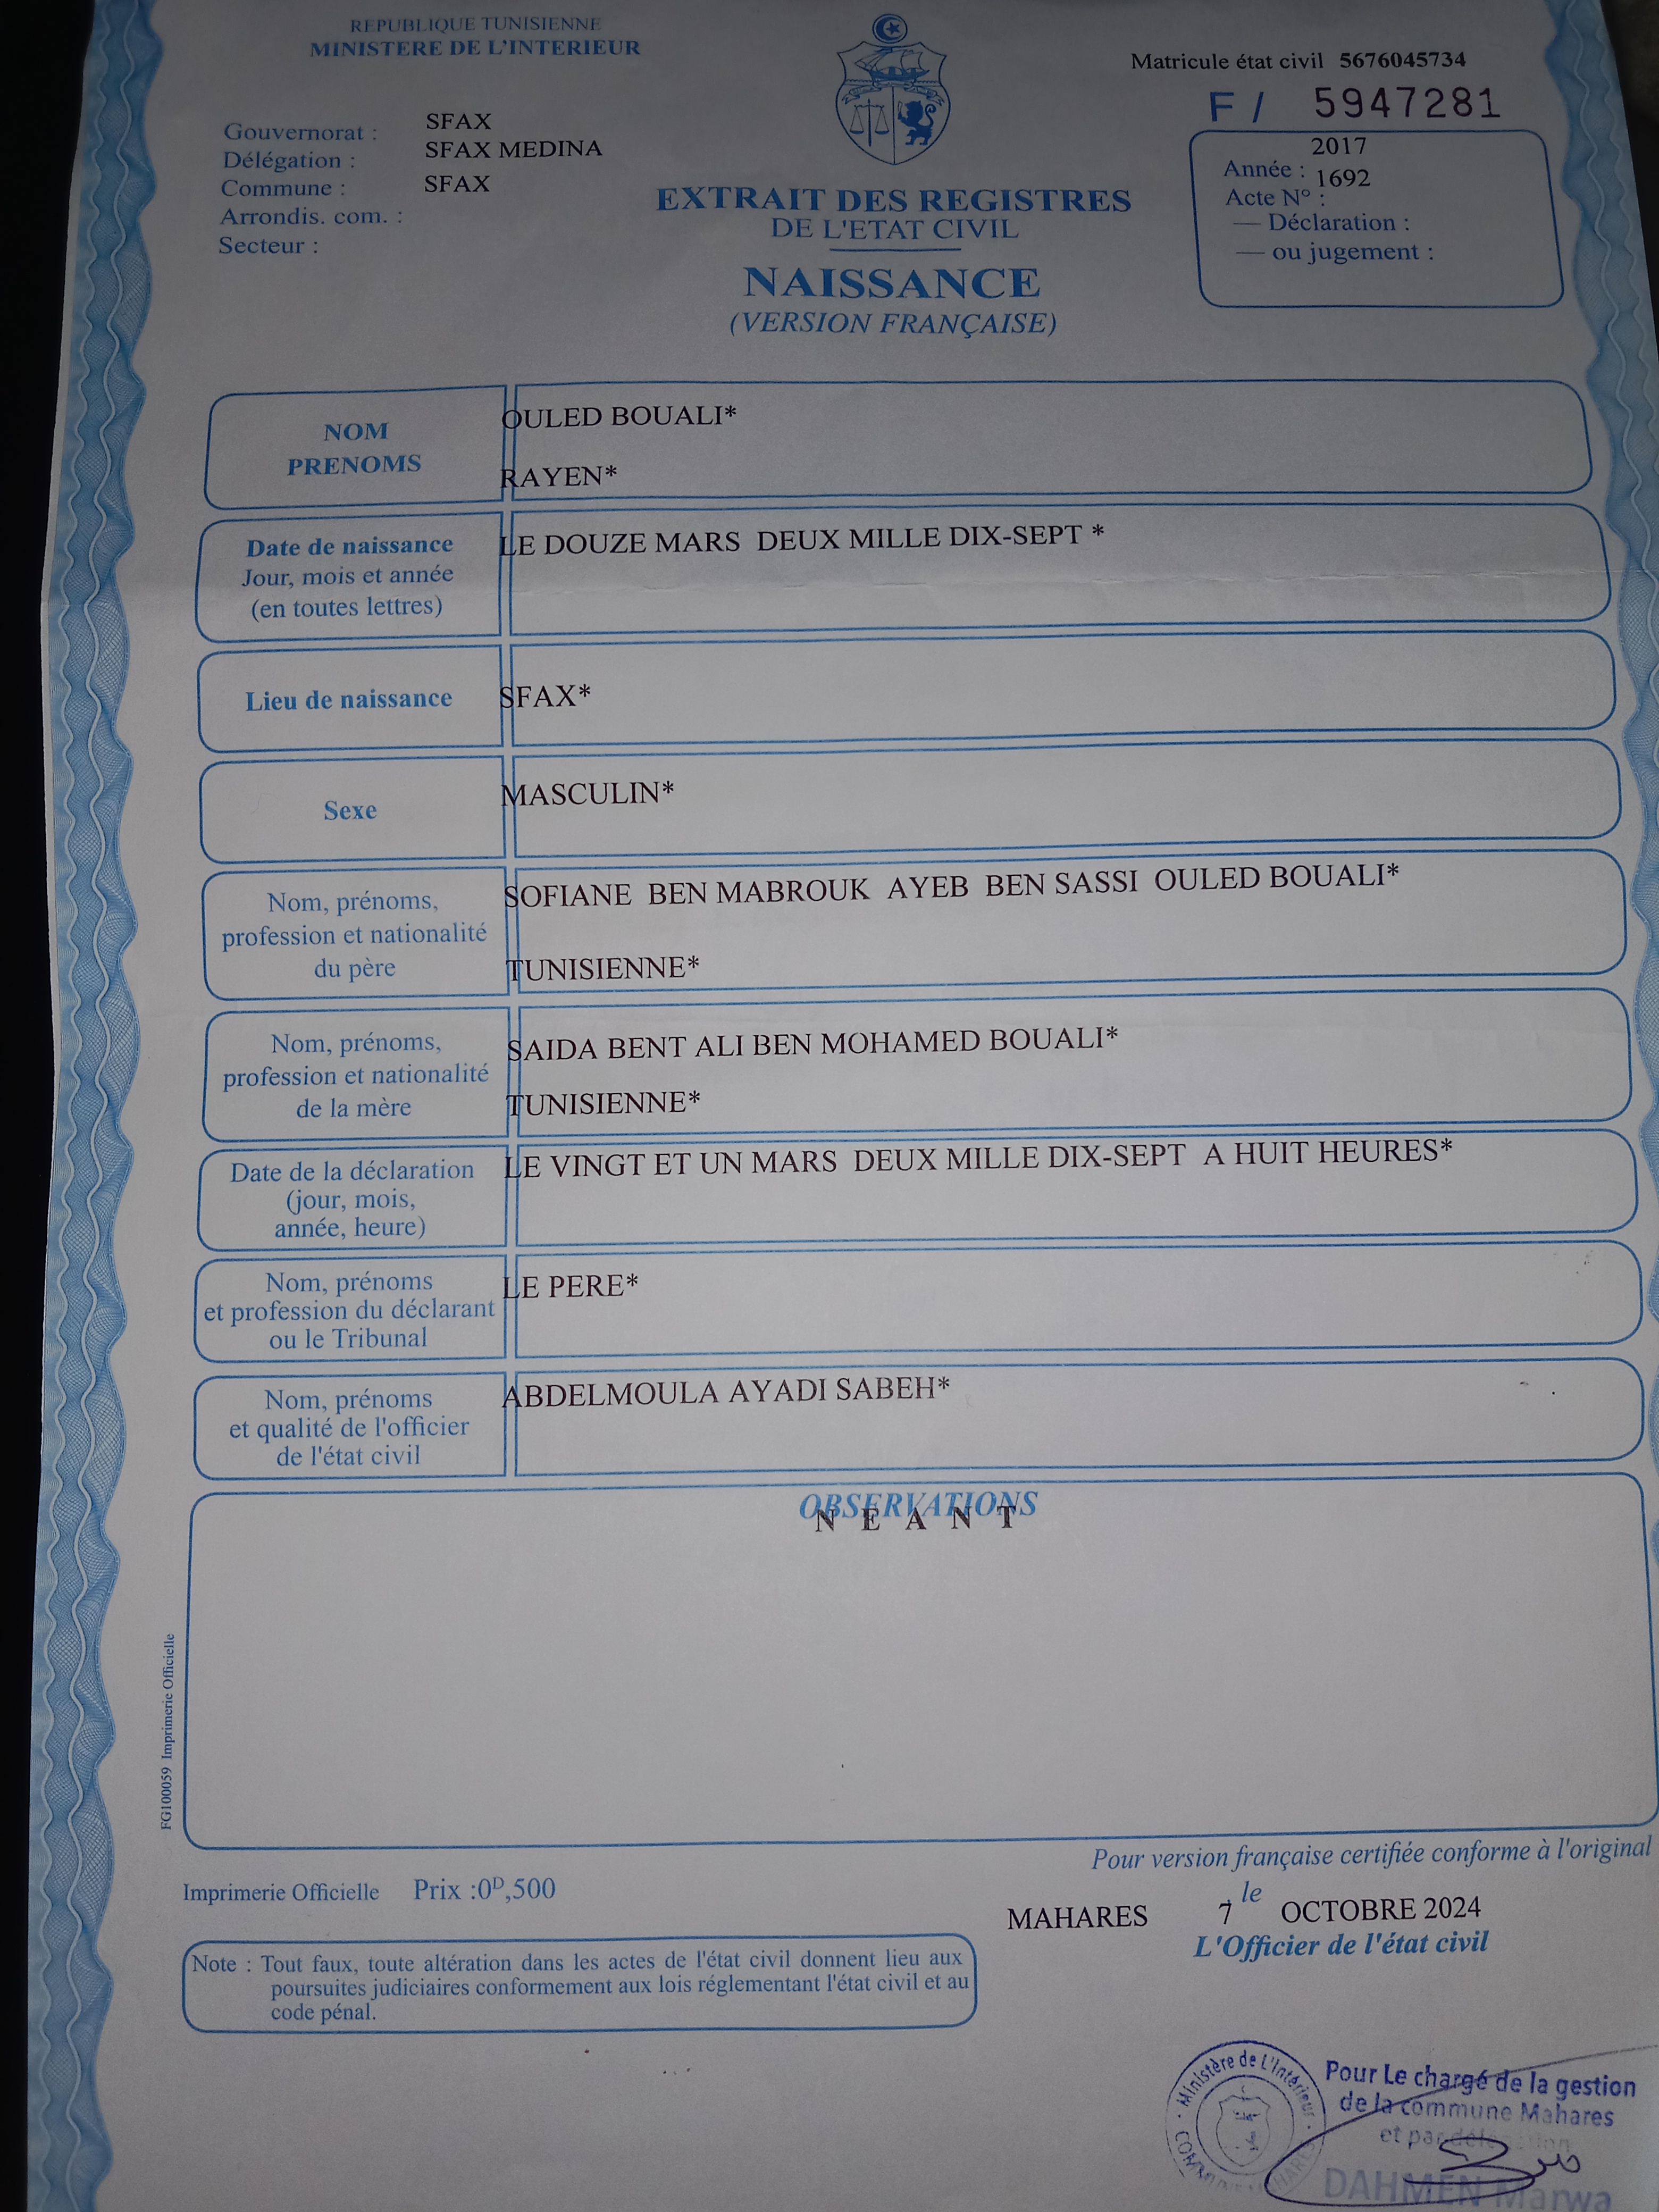 REPUBLIQUE TUNISIENNE
MINISTERE DE L'INTERIEUR
Matricule état civil 5676045734
F / 5947281
Gouvernorat : SFAX
Délégation : SFAX MEDINA
Commune : SFAX
Arrondis. com. :
Secteur :
2017
Année :
1692
Acte N° :
— Déclaration :
— ou jugement :
EXTRAIT DES REGISTRES
DE L'ETAT CIVIL
NAISSANCE
(VERSION FRANÇAISE)
NOM
OULED BOUALI*
PRENOMS
RAYEN*
Date de naissance
Jour, mois et année
(en toutes lettres)
LE DOUZE MARS DEUX MILLE DIX-SEPT *
Lieu de naissance
SFAX*
Sexe
MASCULIN*
Nom, prénoms,
profession et nationalité
du père
SOFIANE BEN MABROUK AYEB BEN SASSI OULED BOUALI*
TUNISIENNE*
Nom, prénoms,
profession et nationalité
de la mère
SAIDA BENT ALI BEN MOHAMED BOUALI*
TUNISIENNE*
Date de la déclaration
(jour, mois,
année, heure)
LE VINGT ET UN MARS DEUX MILLE DIX-SEPT A HUIT HEURES*
Nom, prénoms
et profession du déclarant
ou le Tribunal
LE PERE*
Nom, prénoms
et qualité de l'officier
de l'état civil
ABDELMOULA AYADI SABEH*
OBSERVATIONS
N E A N T
FG100059 Imprimerie Officielle
Pour version française certifiée conforme à l'original
Imprimerie Officielle Prix :0D,500
MAHARES 7 le OCTOBRE 2024
L'Officier de l'état civil
Note : Tout faux, toute altération dans les actes de l'état civil donnent lieu aux
poursuites judiciaires conformement aux lois réglementant l'état civil et au
code pénal.
Ministère de L'Intérieur
Pour Le chargé de la gestion
de la commune Mahares
et par
DAHMEN Marwa